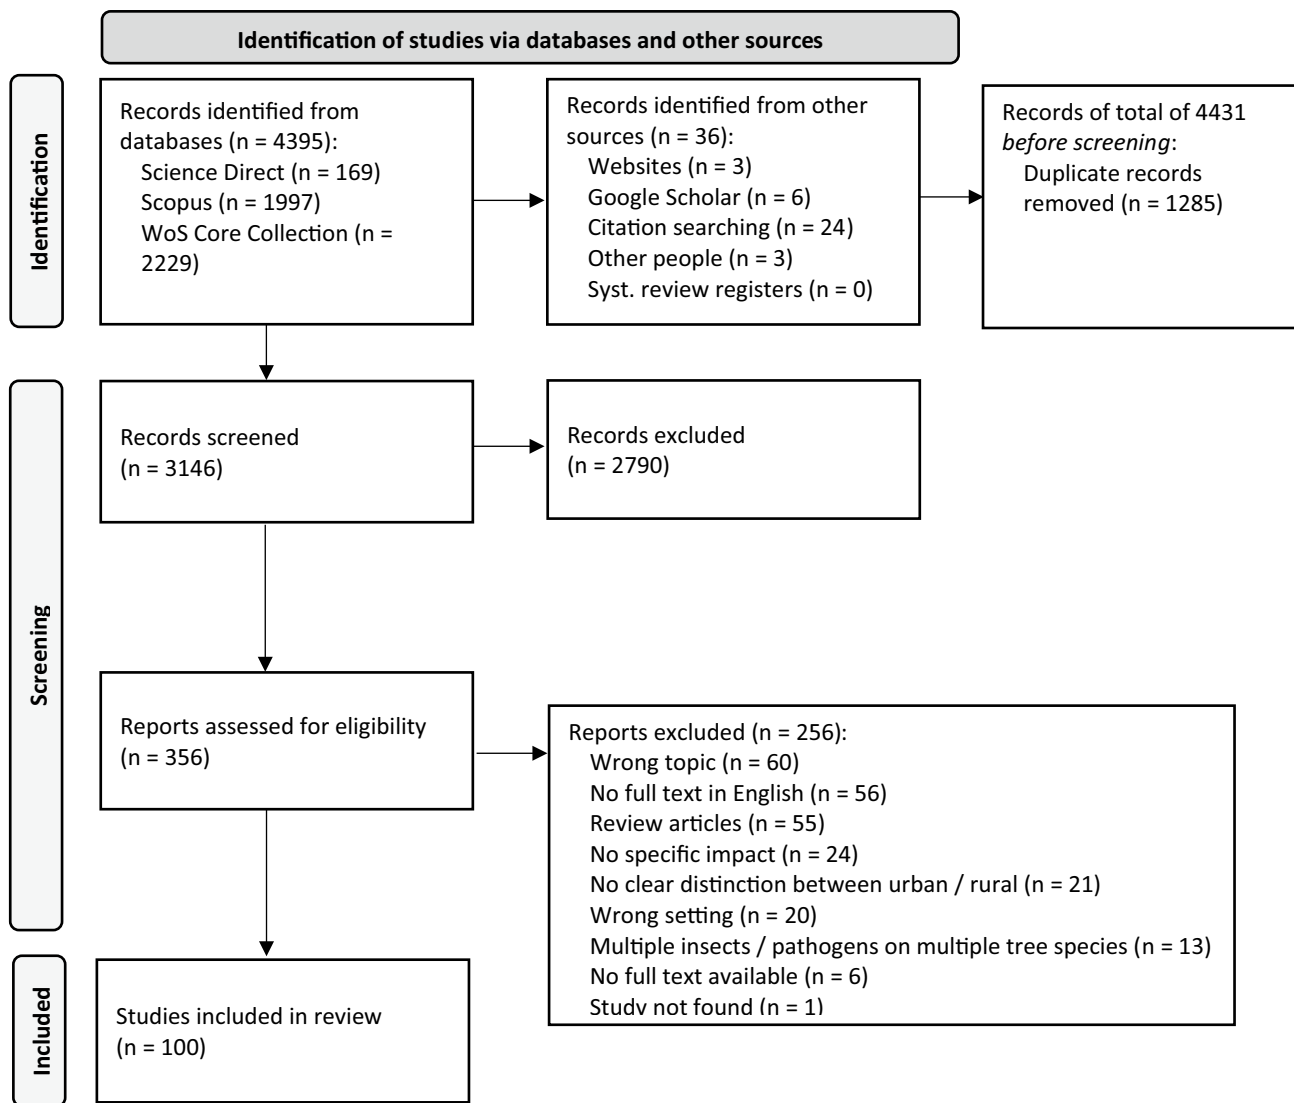 Identification of studies via databases and other sources
Identification
Records identified from
databases (n = 4395):
Science Direct (n = 169)
Scopus (n = 1997)
WoS Core Collection (n =
2229)
Records identified from other
sources (n = 36):
Websites (n = 3)
Google Scholar (n = 6)
Citation searching (n = 24)
Other people (n = 3)
Syst. review registers (n = 0)
Records of total of 4431
before screening:
Duplicate records
removed (n = 1285)
Screening
Records screened
(n = 3146)
Records excluded
(n = 2790)
Reports assessed for eligibility
(n = 356)
Reports excluded (n = 256):
Wrong topic (n = 60)
No full text in English (n = 56)
Review articles (n = 55)
No specific impact (n = 24)
No clear distinction between urban / rural (n = 21)
Wrong setting (n = 20)
Multiple insects / pathogens on multiple tree species (n = 13)
No full text available (n = 6)
Study not found (n = 1)
Included
Studies included in review
(n = 100)